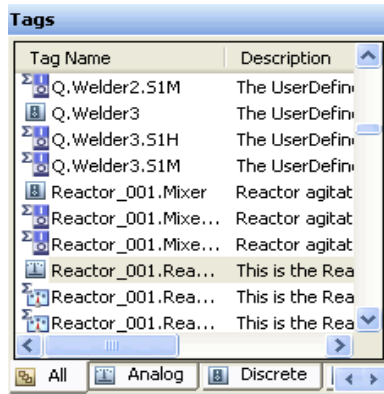 Tags
Tag Name Description
Q.Welder2.S1M The UserDefin
Q.Welder3
Q.Welder3.S1H The UserDefin
Q.Welder3.S1M The UserDefin
Reactor_001.Mixer Reactor agitat
Reactor_001.Mixe... Reactor agitat
Reactor_001.Mixe... Reactor agitat
Reactor_001.Rea... This is the Rea
Reactor_001.Rea... This is the Rea
Reactor_001.Rea... This is the Rea
All Analog Discrete